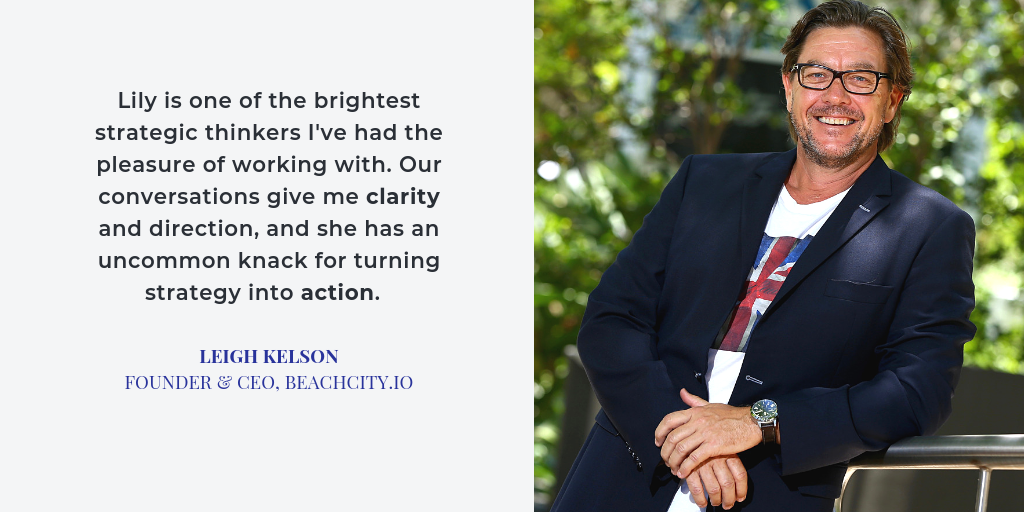 Lily is one of the brightest
strategic thinkers I've had the
pleasure of working with. Our
conversations give me clarity
and direction, and she has an
uncommon knack for turning
strategy into action.
LEIGH KELSON
FOUNDER & CEO, BEACHCITY.IO